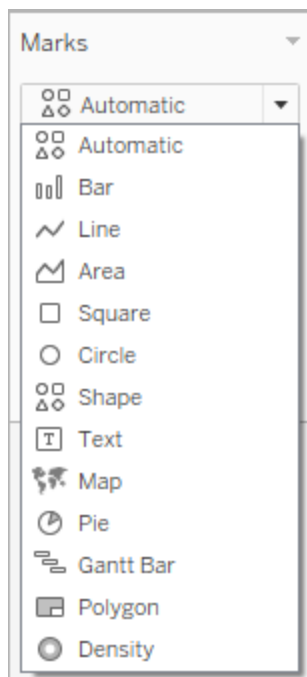 Marks
Automatic
Automatic
Bar
Line
Area
Square
Circle
Shape
T Text
Map
Pie
Gantt Bar
Polygon
Density